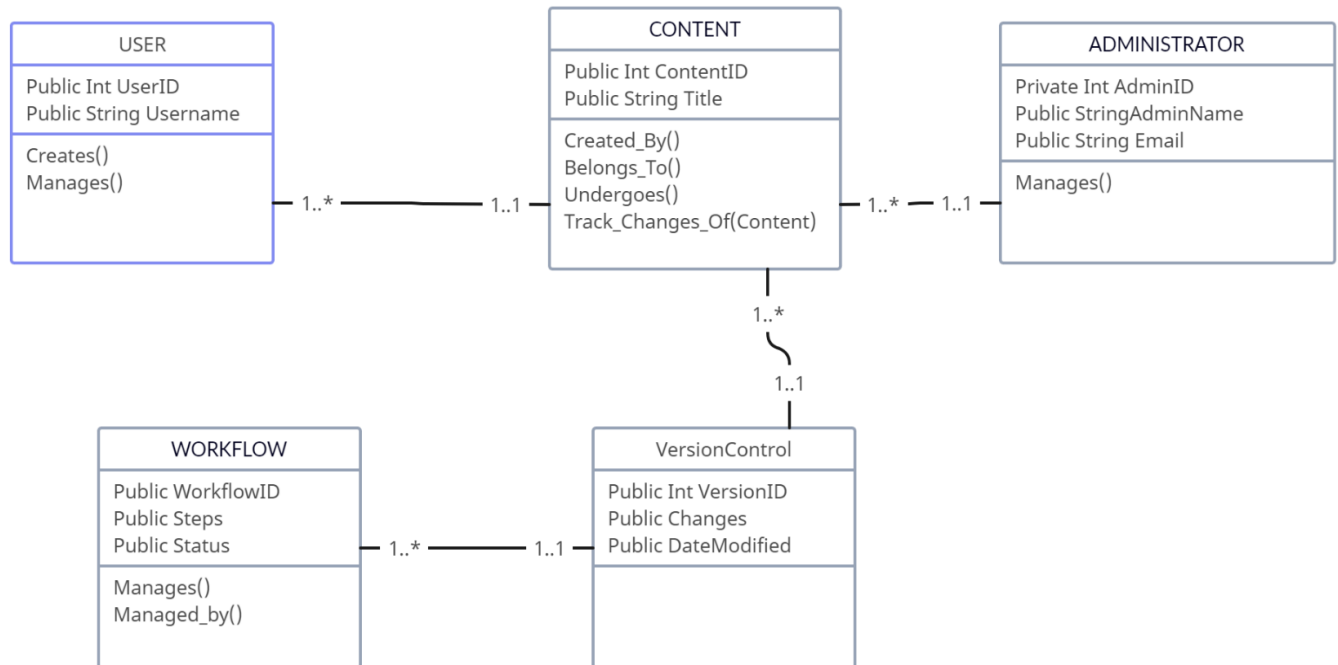 USER
Public Int UserID
Public String Username
Creates()
Manages()
1..*
1..1
CONTENT
Public Int ContentID
Public String Title
Created_By()
Belongs_To()
Undergoes()
Track_Changes_Of(Content)
1..*
1..1
ADMINISTRATOR
Private Int AdminID
Public StringAdminName
Public String Email
Manages()
1..*
1..1
WORKFLOW
Public WorkflowID
Public Steps
Public Status
Manages()
Managed_by()
1..*
1..1
VersionControl
Public Int VersionID
Public Changes
Public DateModified